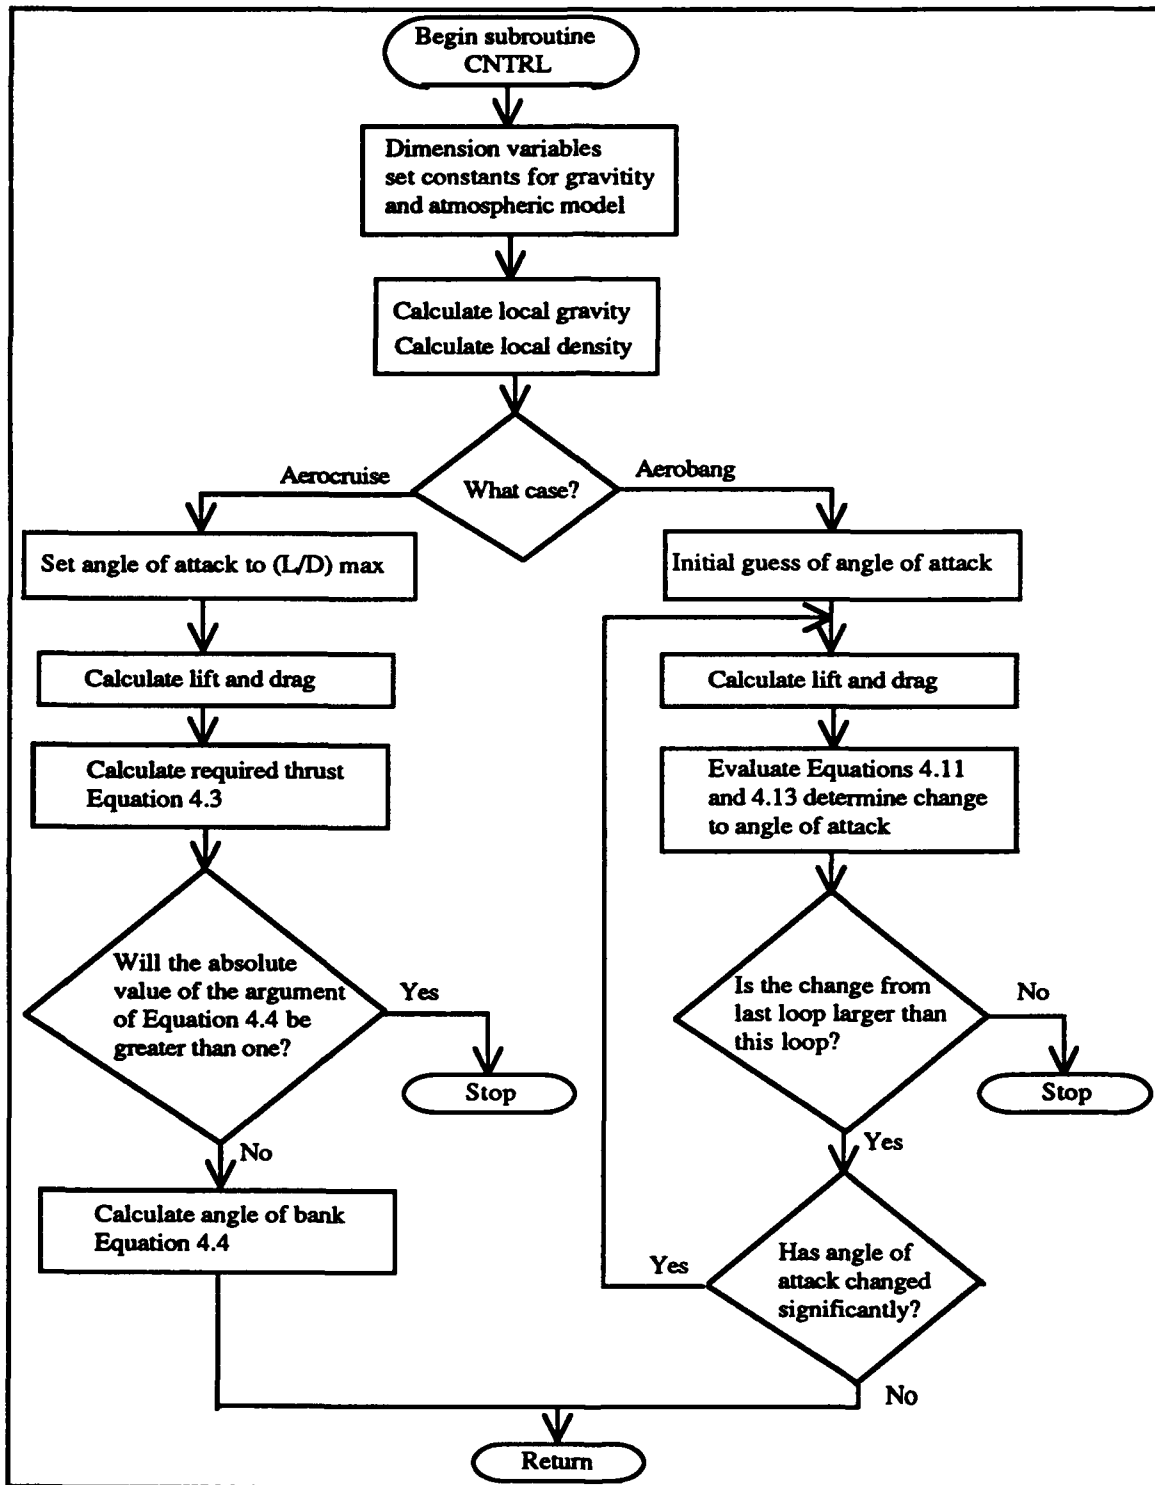 Begin subroutine
CNTRL
Dimension variables
set constants for gravitity
and atmospheric model
Calculate local gravity
Calculate local density
What case?
Aerocruise
Aerobang
Set angle of attack to (L/D) max
Calculate lift and drag
Calculate required thrust
Equation 4.3
Will the absolute
value of the argument
of Equation 4.4 be
greater than one?
Yes
Stop
No
Calculate angle of bank
Equation 4.4
Initial guess of angle of attack
Calculate lift and drag
Evaluate Equations 4.11
and 4.13 determine change
to angle of attack
Is the change from
last loop larger than
this loop?
No
Stop
Yes
Has angle of
attack changed
significantly?
Yes
No
Return